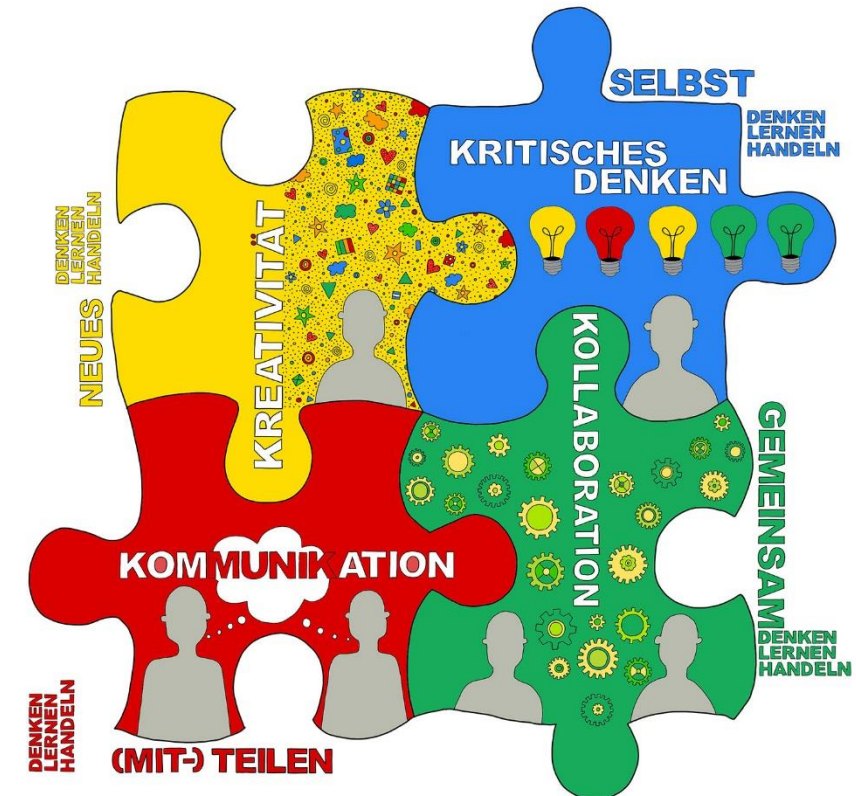 SELBST
DENKEN
LERNEN
HANDELN
KRITISCHES
DENKEN
NEUES
DENKEN
LERNEN
HANDELN
KREATIVITÄT
KOLLABORATION
GEMEINSAM
DENKEN
LERNEN
HANDELN
KOMMUNIKATION
DENKEN
LERNEN
HANDELN
(MIT-) TEILEN